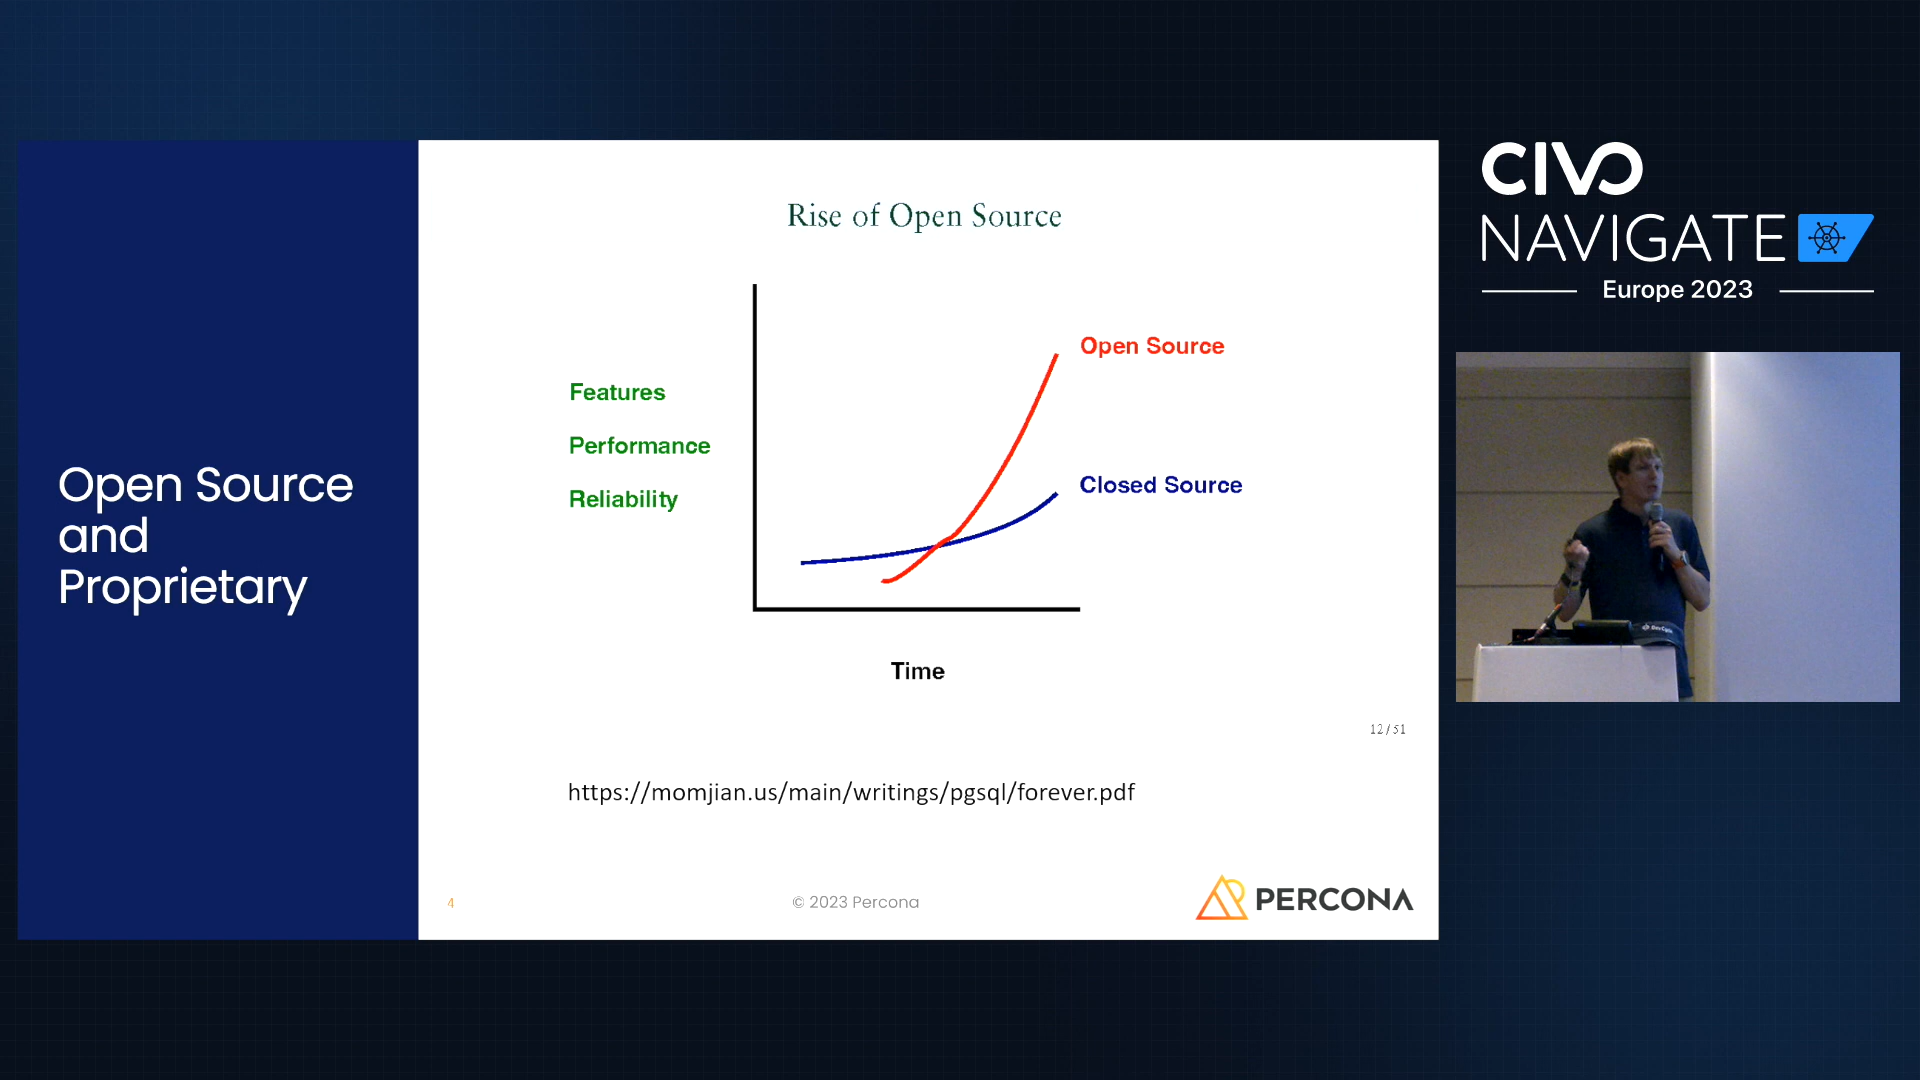 Open Source
and
Proprietary
Rise of Open Source
Features
Performance
Reliability
Open Source
Closed Source
Time
12/51
https://momjian.us/main/writings/pgsql/forever.pdf
4
© 2023 Percona
PERCONA
CIVO
NAVIGATE
Europe 2023